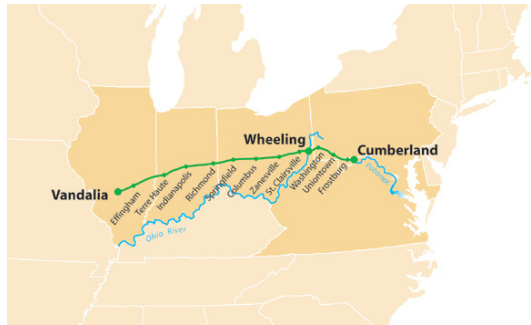 Vandalia
Effingham
Terre Haute
Indianapolis
Richmond
Springfield
Columbus
Zanesville
St. Clairsville
Wheeling
Washington
Uniontown
Frostburg
Cumberland
Potomac
Ohio River